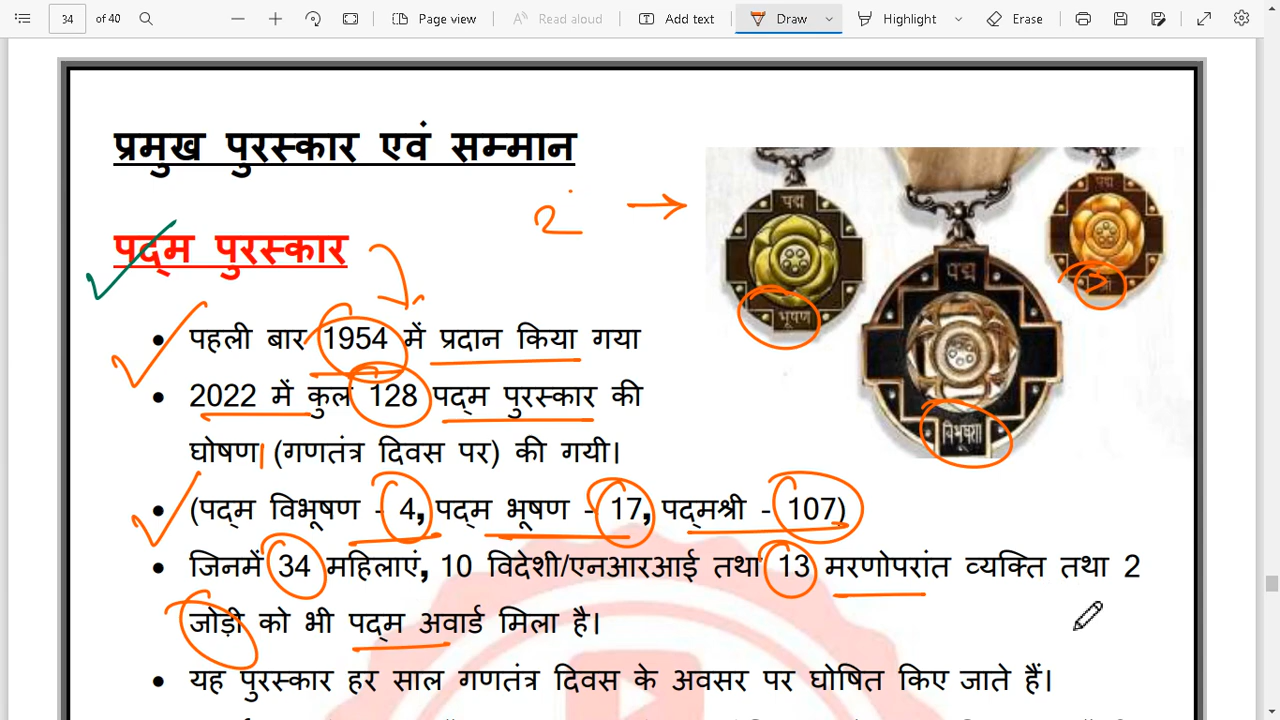 34 of 40 Page view Read aloud Add text Draw Highlight Erase
प्रमुख पुरस्कार एवं सम्मान
2
पद्म पुरस्कार
पद्म
भूषण
पद्म
विभूषण
पद्म
श्री
• पहली बार 1954 में प्रदान किया गया
• 2022 में कुल 128 पद्म पुरस्कार की
घोषणा (गणतंत्र दिवस पर) की गयी।
• (पद्म विभूषण - 4, पद्म भूषण - 17, पद्मश्री - 107)
• जिनमें 34 महिलाएं, 10 विदेशी/एनआरआई तथा 13 मरणोपरांत व्यक्ति तथा 2
जोड़ी को भी पद्म अवार्ड मिला है।
• यह पुरस्कार हर साल गणतंत्र दिवस के अवसर पर घोषित किए जाते हैं।